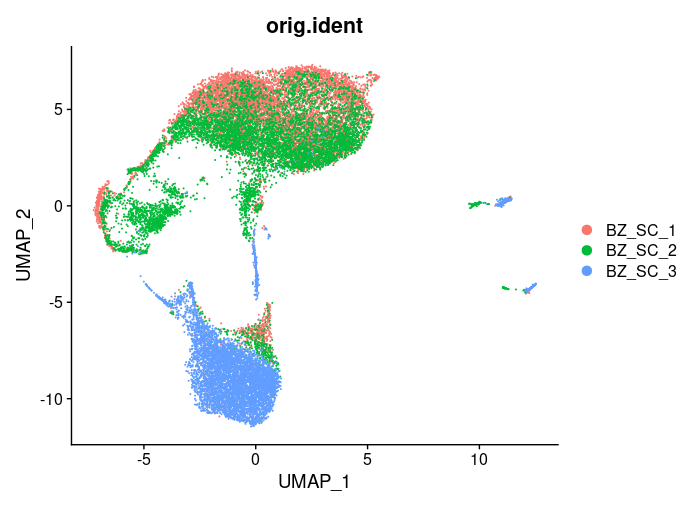 orig.ident
UMAP_2
5
0
-5
-10
-5
0
5
10
UMAP_1
BZ_SC_1
BZ_SC_2
BZ_SC_3